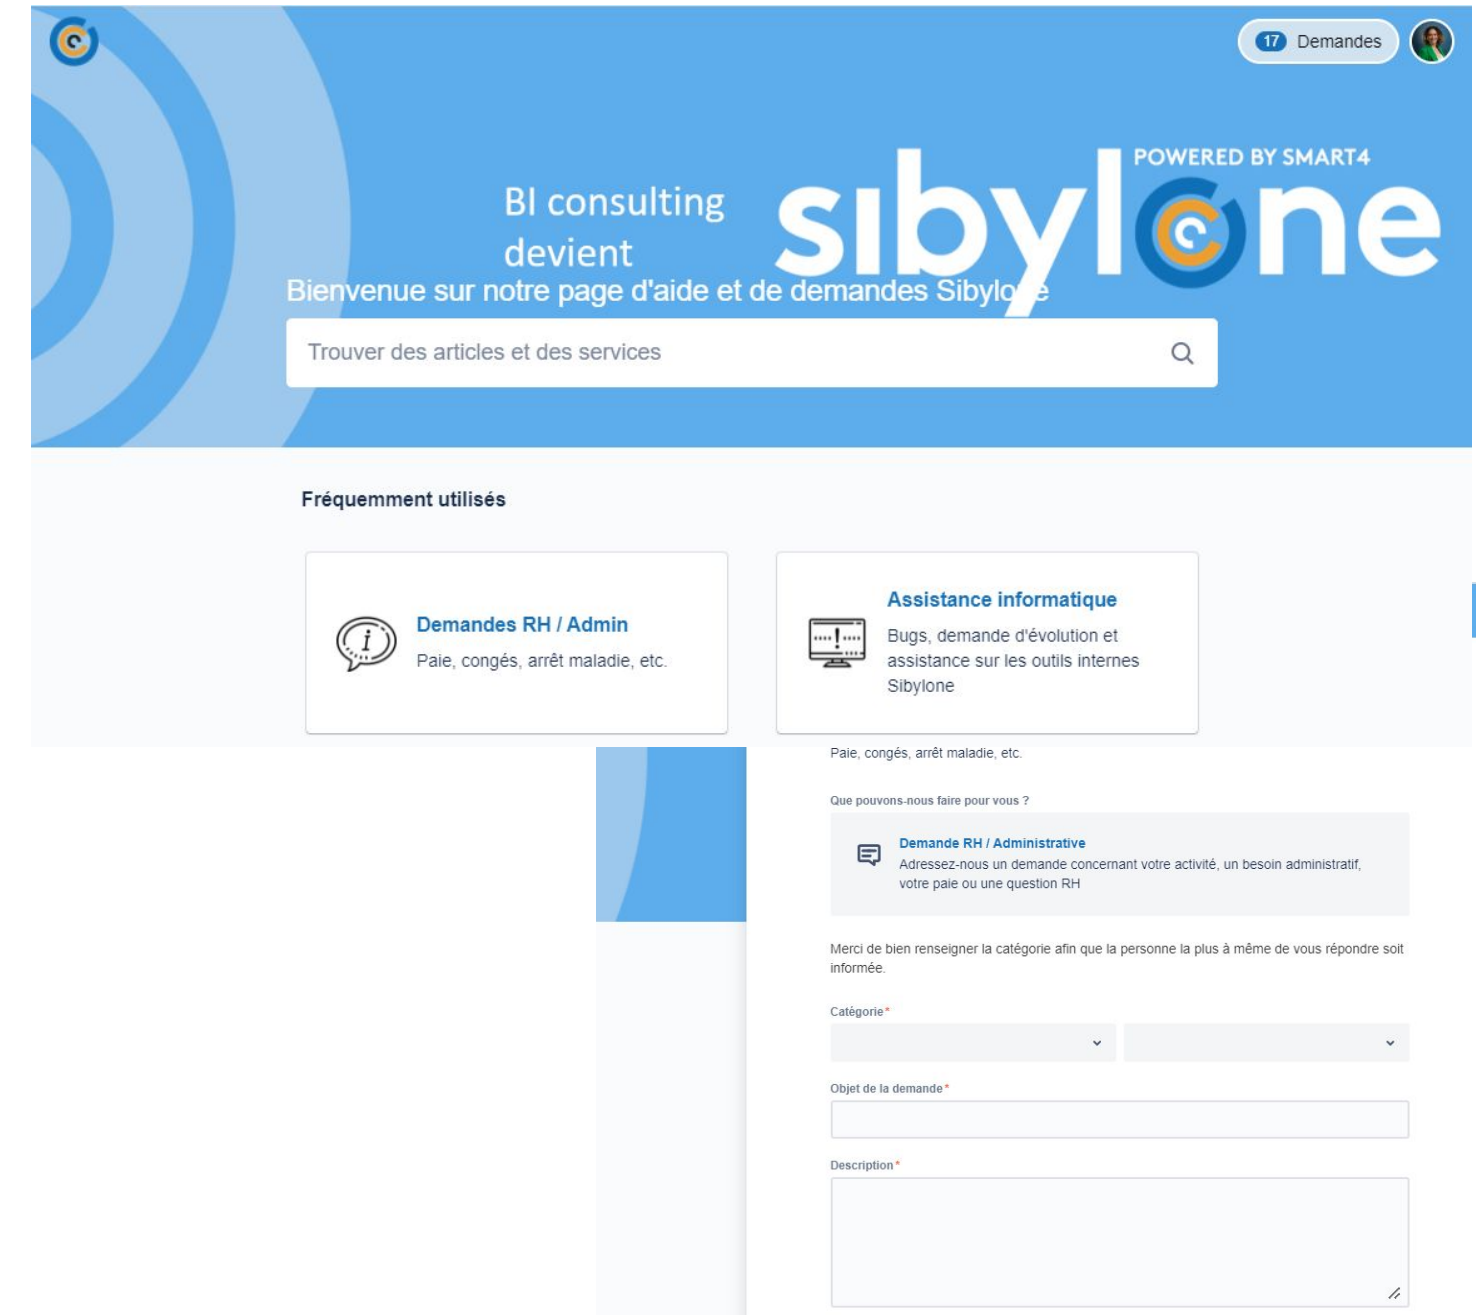 17 Demandes
POWERED BY SMART4
BI consulting
devient
sibylone
Bienvenue sur notre page d'aide et de demandes Sibylone
Trouver des articles et des services
Fréquemment utilisés
Demandes RH / Admin
Paie, congés, arrêt maladie, etc.
Assistance informatique
Bugs, demande d'évolution et
assistance sur les outils internes
Sibylone
Paie, congés, arrêt maladie, etc.
Que pouvons-nous faire pour vous ?
Demande RH / Administrative
Adressez-nous un demande concernant votre activité, un besoin administratif,
votre paie ou une question RH
Merci de bien renseigner la catégorie afin que la personne la plus à même de vous répondre soit
informée.
Catégorie*
Objet de la demande*
Description*